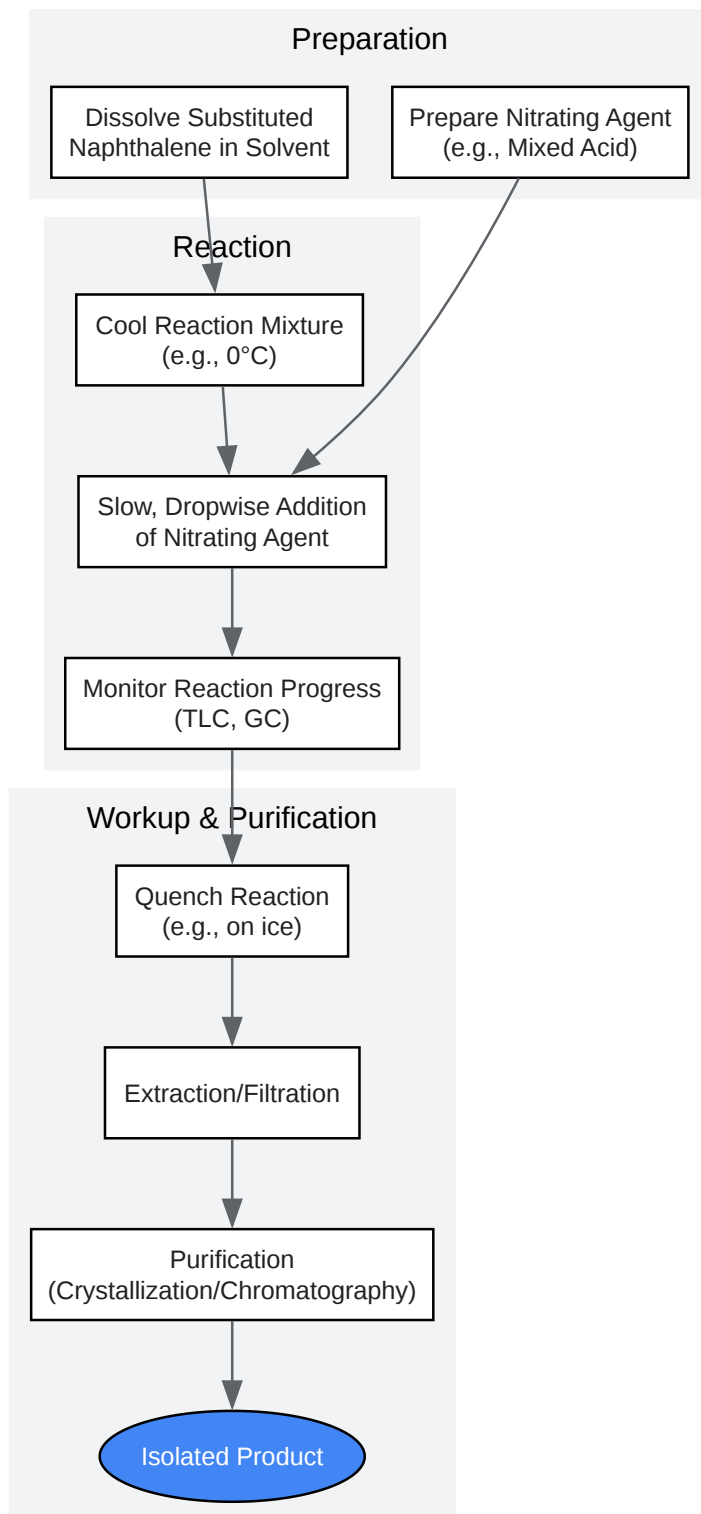 Preparation
Dissolve Substituted
Naphthalene in Solvent
Prepare Nitrating Agent
(e.g., Mixed Acid)
Reaction
Cool Reaction Mixture
(e.g., 0°C)
Slow, Dropwise Addition
of Nitrating Agent
Monitor Reaction Progress
(TLC, GC)
Workup & Purification
Quench Reaction
(e.g., on ice)
Extraction/Filtration
Purification
(Crystallization/Chromatography)
Isolated Product